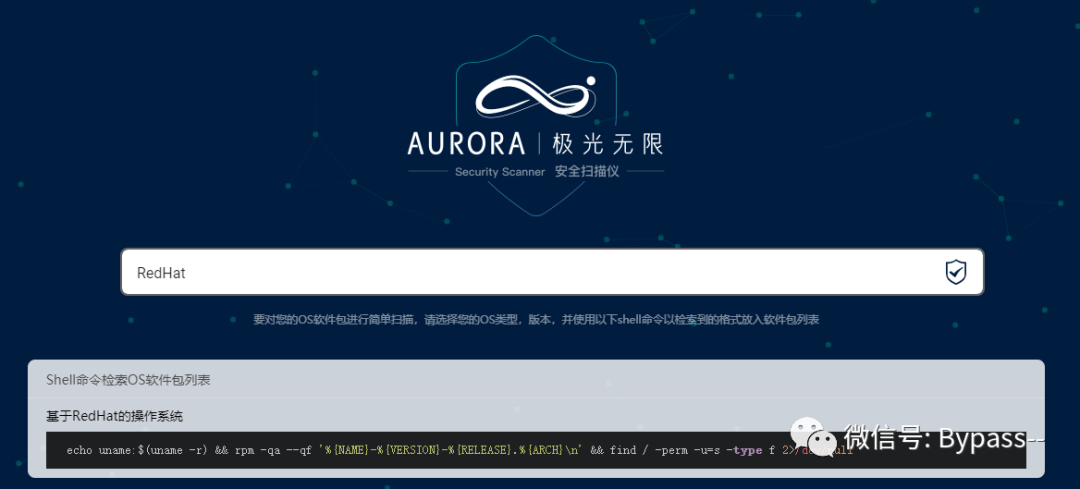 AURORA | 极光无限
Security Scanner 安全扫描仪
RedHat
要对您的OS软件包进行简单扫描，请选择您的OS类型，版本，并使用以下shell命令以检索到的格式放入软件包列表
Shell命令检索OS软件包列表
基于RedHat的操作系统
echo uname:$(uname -r) && rpm -qa --qf '%{NAME}-%{VERSION}-%{RELEASE}.%{ARCH}\n' && find / -perm -u=s -type f 2>/dev/null
微信号: Bypass--